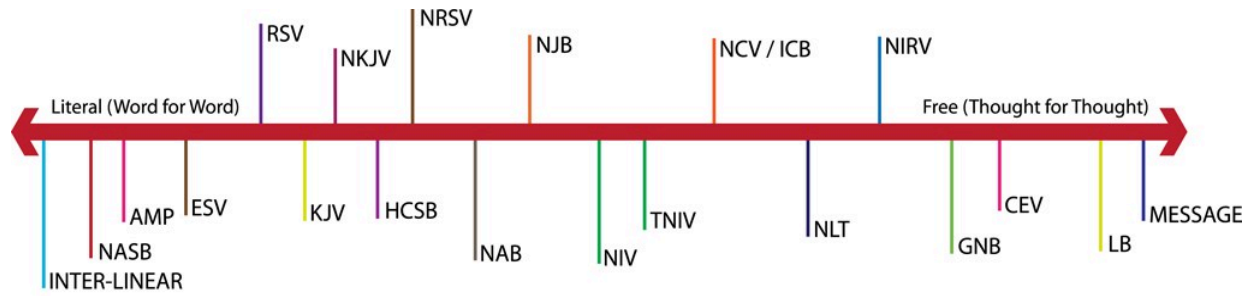 NRSV
RSV
NKJV
NJB
NCV / ICB
NIRV
Literal (Word for Word)
Free (Thought for Thought)
INTER-LINEAR
NASB
AMP
ESV
KJV
HCSB
NAB
NIV
TNIV
NLT
GNB
CEV
LB
MESSAGE